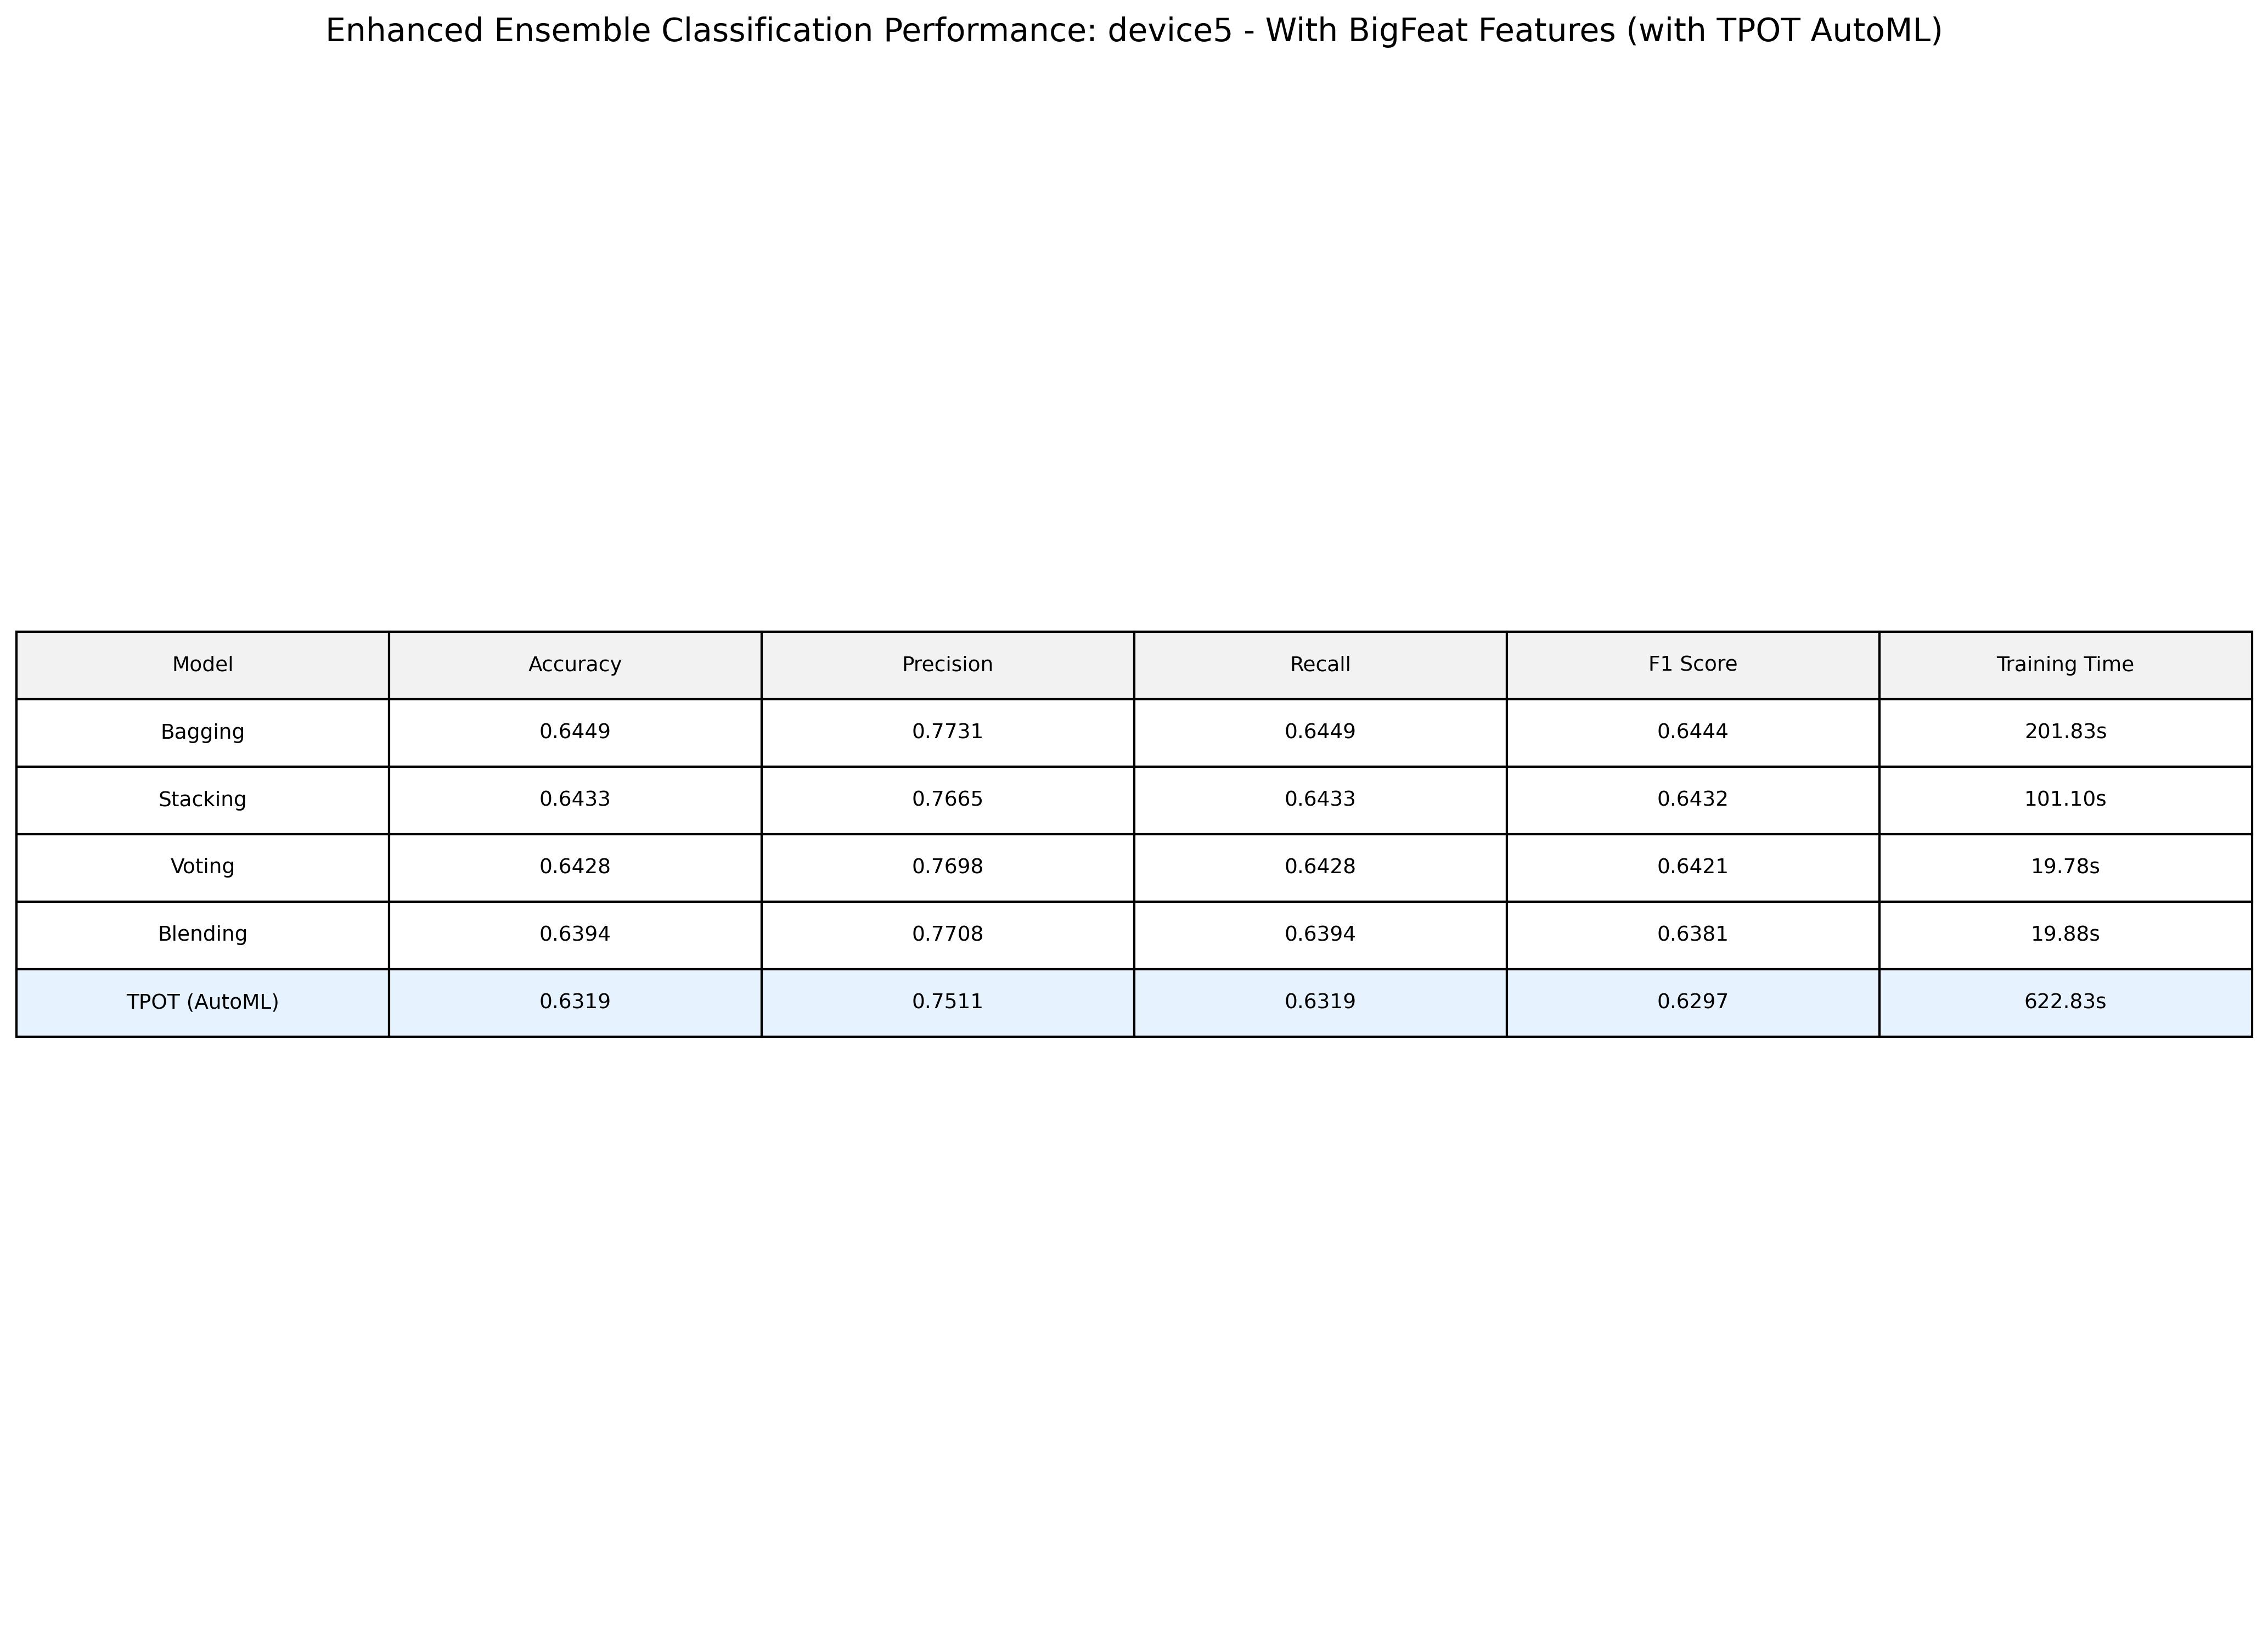 Enhanced Ensemble Classification Performance: device5 - With BigFeat Features (with TPOT AutoML)
Model Accuracy Precision Recall F1 Score Training Time
Bagging 0.6449 0.7731 0.6449 0.6444 201.83s
Stacking 0.6433 0.7665 0.6433 0.6432 101.10s
Voting 0.6428 0.7698 0.6428 0.6421 19.78s
Blending 0.6394 0.7708 0.6394 0.6381 19.88s
TPOT (AutoML) 0.6319 0.7511 0.6319 0.6297 622.83s